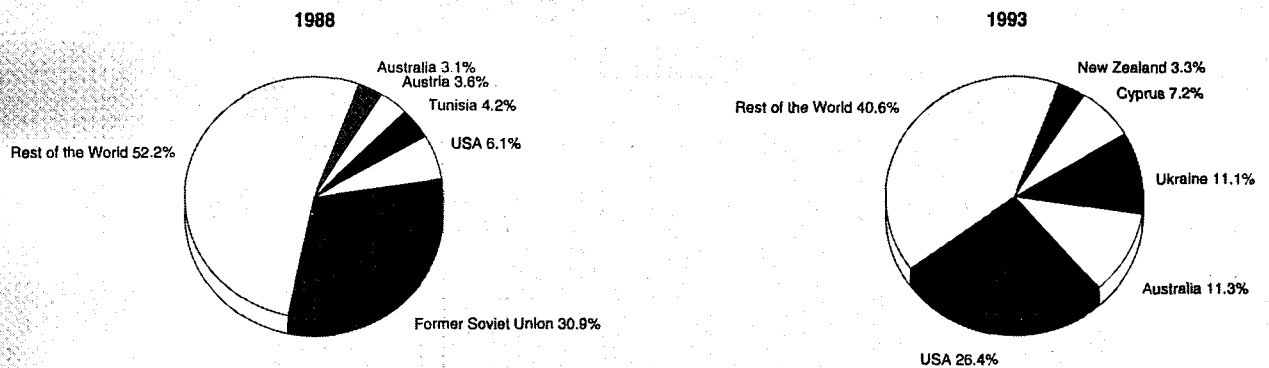 1988
Australia 3.1%
Austria 3.6%
Tunisia 4.2%
USA 6.1%
Rest of the World 52.2%
Former Soviet Union 30.9%
1993
New Zealand 3.3%
Cyprus 7.2%
Rest of the World 40.6%
Ukraine 11.1%
Australia 11.3%
USA 26.4%